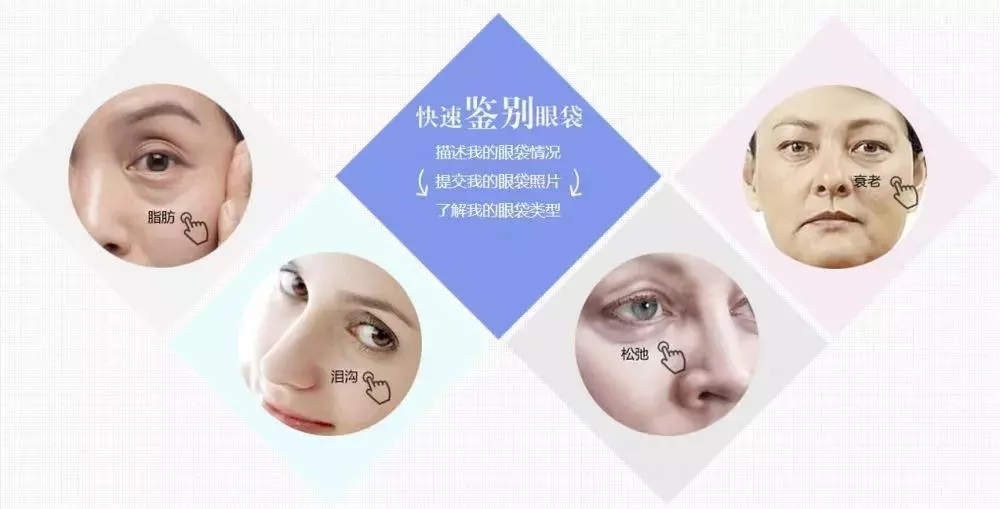 快速鉴别眼袋
描述我的眼袋情况
提交我的眼袋照片
了解我的眼袋类型
脂肪
泪沟
松弛
衰老